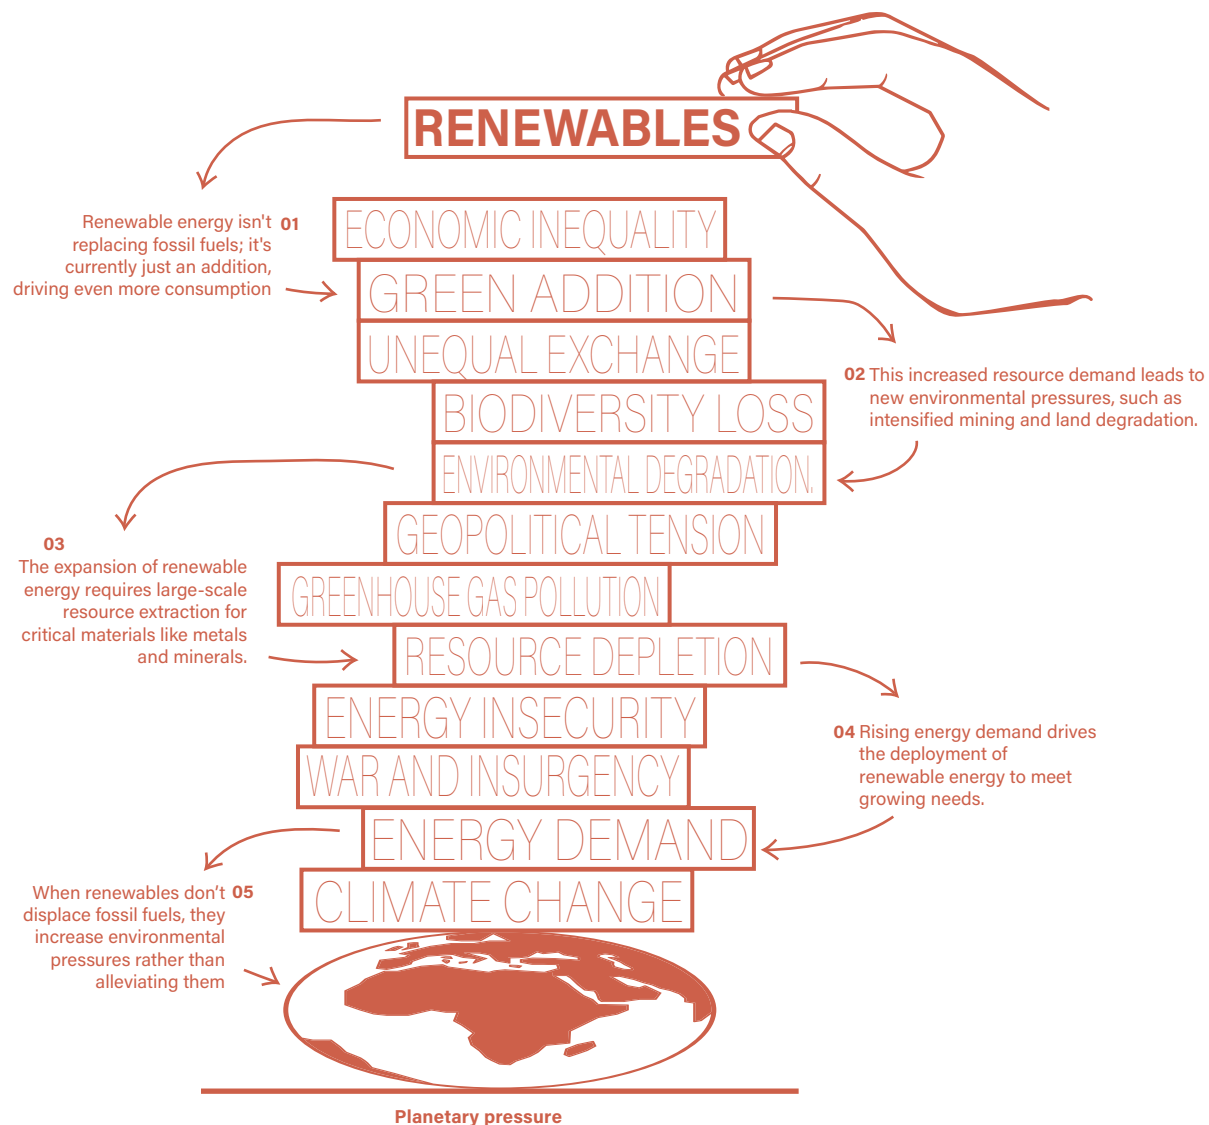 RENEWABLES
Renewable energy isn't 01
replacing fossil fuels; it's
currently just an addition,
driving even more consumption
ECONOMIC INEQUALITY
GREEN ADDITION
UNEQUAL EXCHANGE
02 This increased resource demand leads to
new environmental pressures, such as
intensified mining and land degradation.
BIODIVERSITY LOSS
ENVIRONMENTAL DEGRADATION.
GEOPOLITICAL TENSION
03
The expansion of renewable
energy requires large-scale
resource extraction for
critical materials like metals
and minerals.
GREENHOUSE GAS POLLUTION
RESOURCE DEPLETION
ENERGY INSECURITY
04 Rising energy demand drives
the deployment of
renewable energy to meet
growing needs.
WAR AND INSURGENCY
ENERGY DEMAND
CLIMATE CHANGE
When renewables don’t 05
displace fossil fuels, they
increase environmental
pressures rather than
alleviating them
Planetary pressure